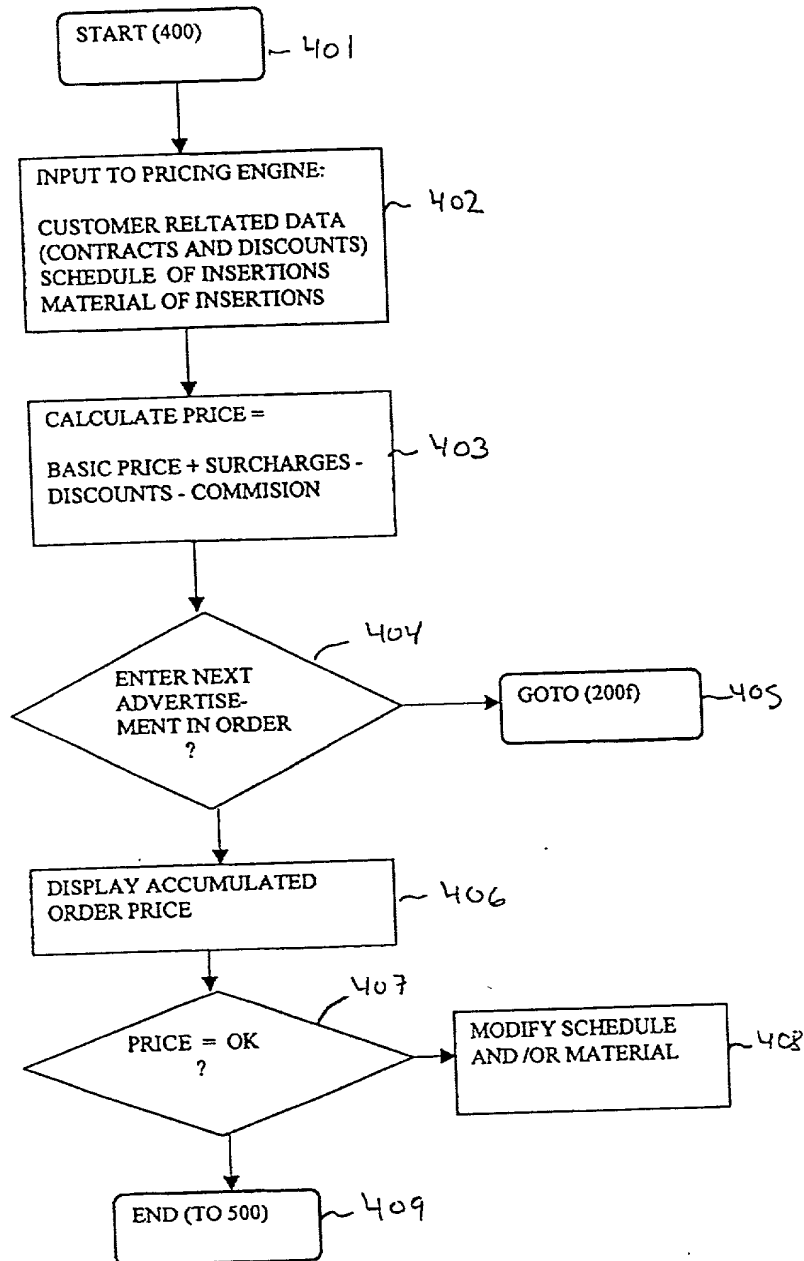 START (400)
401
INPUT TO PRICING ENGINE:
402
CUSTOMER RELTATED DATA
(CONTRACTS AND DISCOUNTS)
SCHEDULE OF INSERTIONS
MATERIAL OF INSERTIONS
CALCULATE PRICE =
403
BASIC PRICE + SURCHARGES -
DISCOUNTS - COMMISION
404
ENTER NEXT
ADVERTISE-
MENT IN ORDER
?
GOTO (200f)
405
DISPLAY ACCUMULATED
ORDER PRICE
406
407
PRICE = OK
?
MODIFY SCHEDULE
AND /OR MATERIAL
408
END (TO 500)
409